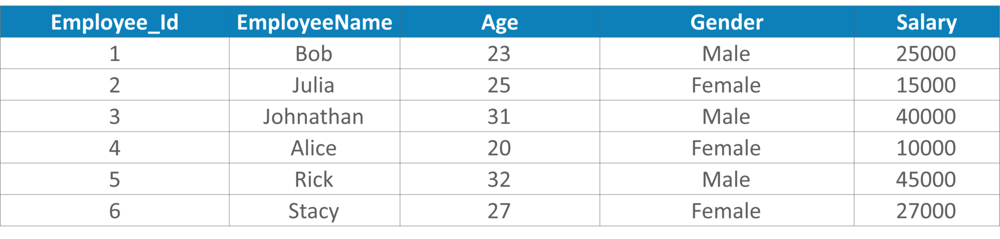 Employee_Id EmployeeName Age Gender Salary
1 Bob 23 Male 25000
2 Julia 25 Female 15000
3 Johnathan 31 Male 40000
4 Alice 20 Female 10000
5 Rick 32 Male 45000
6 Stacy 27 Female 27000